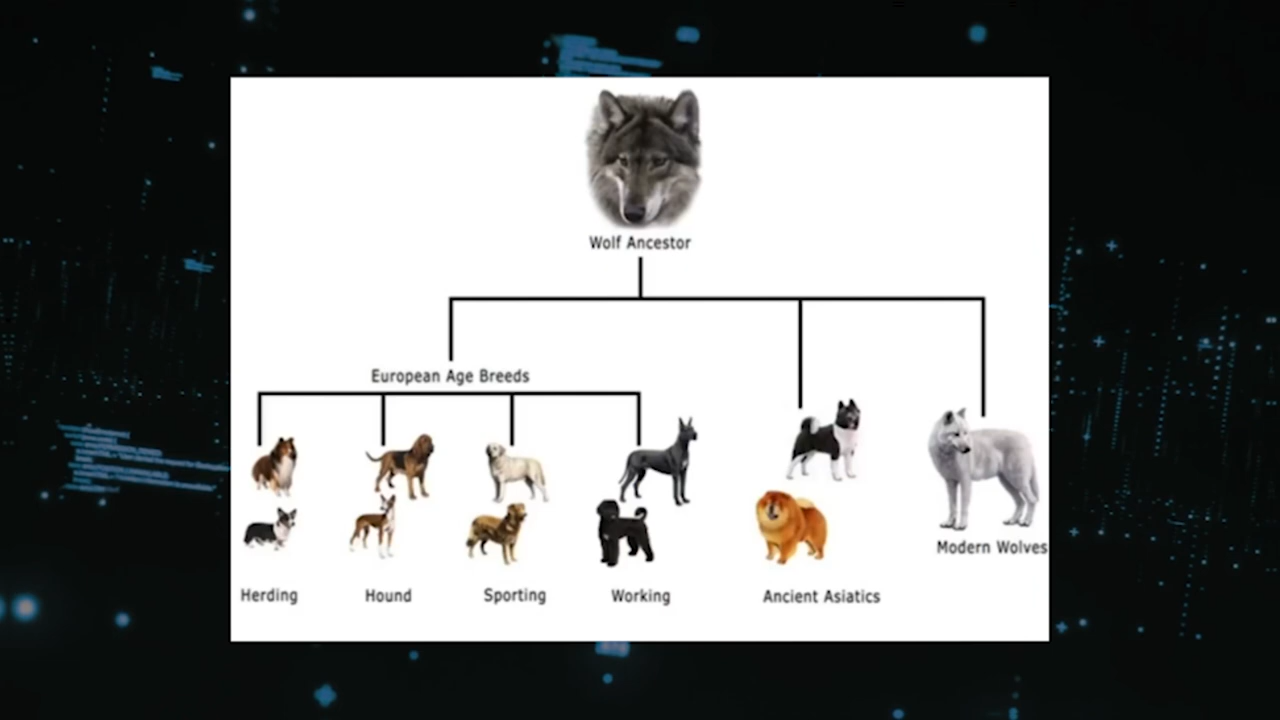 Wolf Ancestor
European Age Breeds
Modern Wolves
Herding
Hound
Sporting
Working
Ancient Asiatics